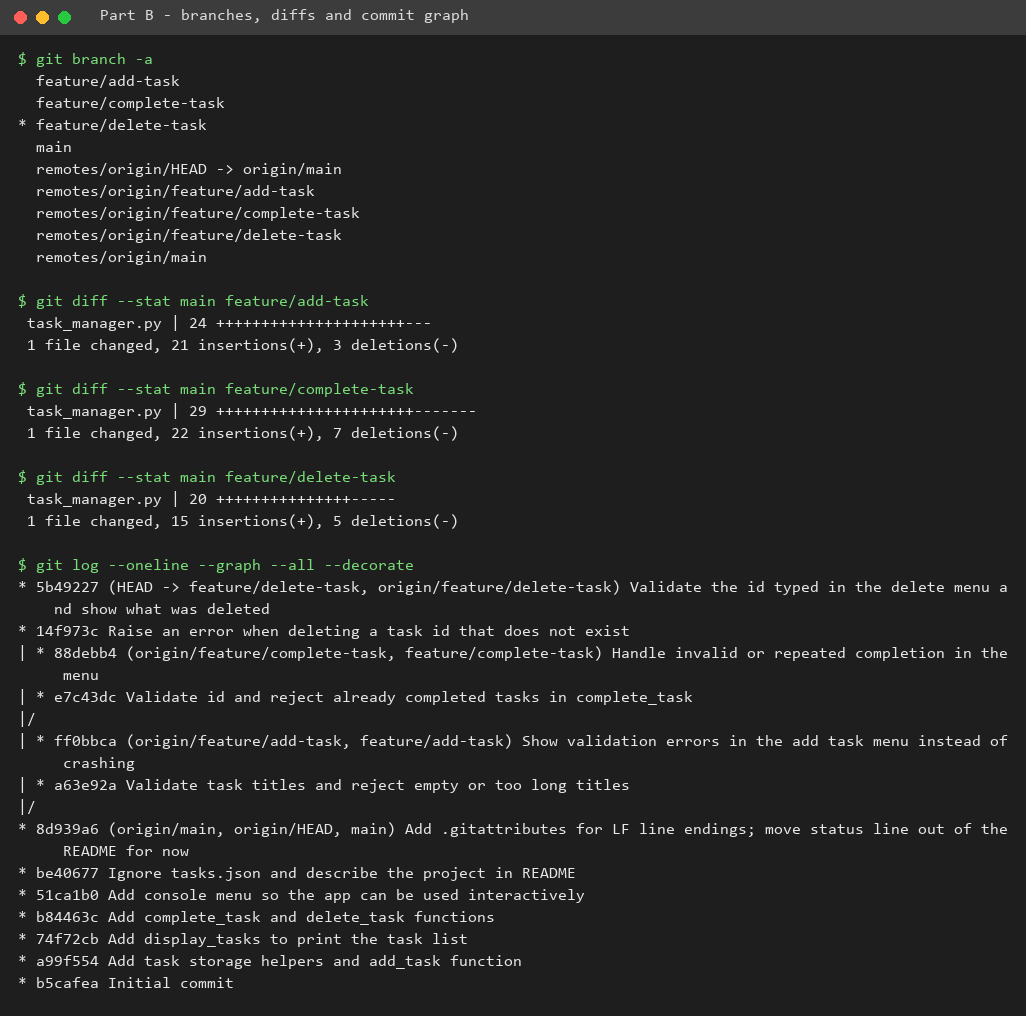 Part B - branches, diffs and commit graph
$ git branch -a
  feature/add-task
  feature/complete-task
* feature/delete-task
  main
  remotes/origin/HEAD -> origin/main
  remotes/origin/feature/add-task
  remotes/origin/feature/complete-task
  remotes/origin/feature/delete-task
  remotes/origin/main
$ git diff --stat main feature/add-task
 task_manager.py | 24 +++++++++++++++++++++---
 1 file changed, 21 insertions(+), 3 deletions(-)
$ git diff --stat main feature/complete-task
 task_manager.py | 29 ++++++++++++++++++++++-------
 1 file changed, 22 insertions(+), 7 deletions(-)
$ git diff --stat main feature/delete-task
 task_manager.py | 20 +++++++++++++++-----
 1 file changed, 15 insertions(+), 5 deletions(-)
$ git log --oneline --graph --all --decorate
* 5b49227 (HEAD -> feature/delete-task, origin/feature/delete-task) Validate the id typed in the delete menu a
    nd show what was deleted
* 14f973c Raise an error when deleting a task id that does not exist
| * 88debb4 (origin/feature/complete-task, feature/complete-task) Handle invalid or repeated completion in the
     menu
| * e7c43dc Validate id and reject already completed tasks in complete_task
|/
| * ff0bbca (origin/feature/add-task, feature/add-task) Show validation errors in the add task menu instead of
     crashing
| * a63e92a Validate task titles and reject empty or too long titles
|/
* 8d939a6 (origin/main, origin/HEAD, main) Add .gitattributes for LF line endings; move status line out of the
     README for now
* be40677 Ignore tasks.json and describe the project in README
* 51ca1b0 Add console menu so the app can be used interactively
* b84463c Add complete_task and delete_task functions
* 74f72cb Add display_tasks to print the task list
* a99f554 Add task storage helpers and add_task function
* b5cafea Initial commit